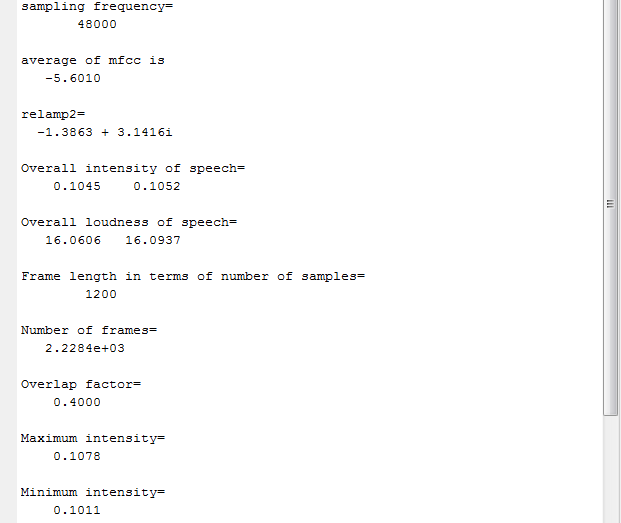 sampling frequency=
48000
average of mfcc is
-5.6010
relamp2=
-1.3863 + 3.1416i
Overall intensity of speech=
0.1045    0.1052
Overall loudness of speech=
16.0606   16.0937
Frame length in terms of number of samples=
1200
Number of frames=
2.2284e+03
Overlap factor=
0.4000
Maximum intensity=
0.1078
Minimum intensity=
0.1011